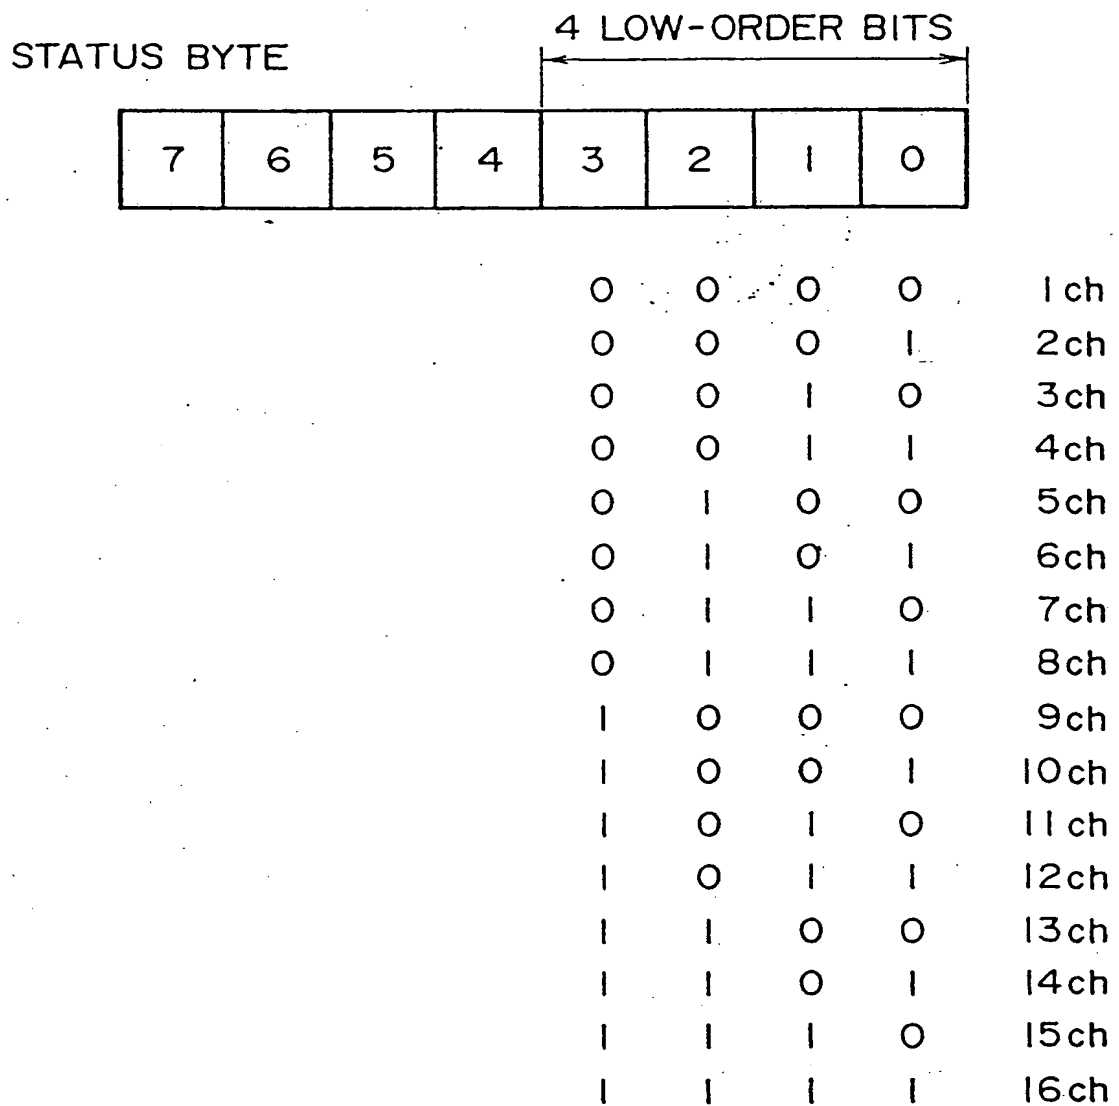 4 LOW-ORDER BITS
STATUS BYTE
7 6 5 4 3 2 1 0
0 0 0 0 1ch
0 0 0 1 2ch
0 0 1 0 3ch
0 0 1 1 4ch
0 1 0 0 5ch
0 1 0 1 6ch
0 1 1 0 7ch
0 1 1 1 8ch
1 0 0 0 9ch
1 0 0 1 10ch
1 0 1 0 11ch
1 0 1 1 12ch
1 1 0 0 13ch
1 1 0 1 14ch
1 1 1 0 15ch
1 1 1 1 16ch